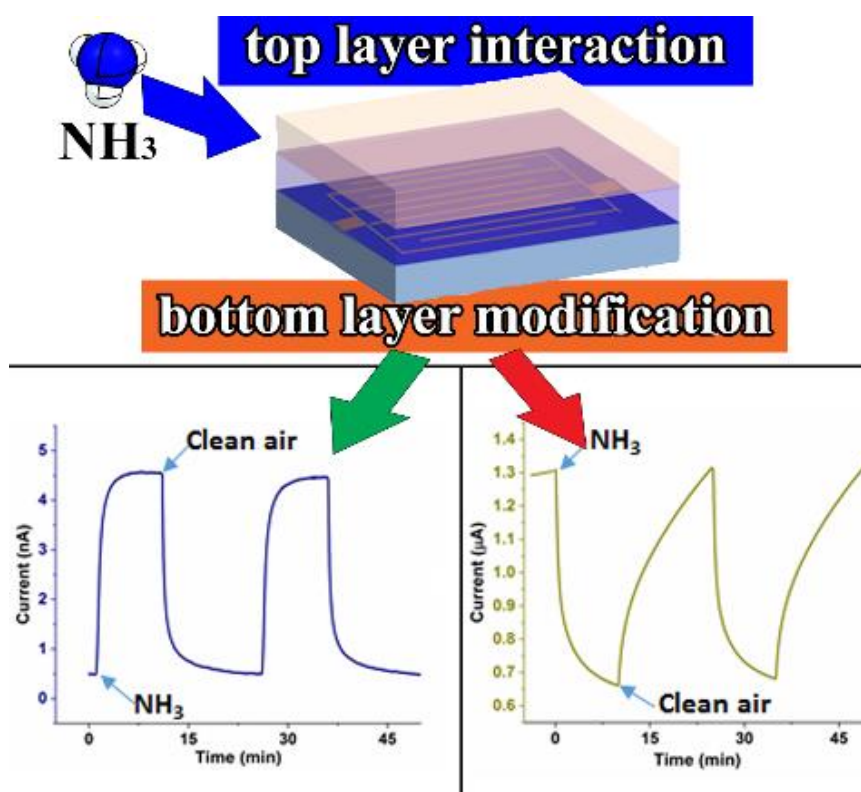 top layer interaction
NH₃
bottom layer modification
Clean air
5
4
3
2
1
0
Current (nA)
NH₃
0
15
30
45
Time (min)
NH₃
1.4
1.3
1.2
1.1
1.0
0.9
0.8
0.7
0.6
Current (μA)
Clean air
0
15
30
45
Time (min)